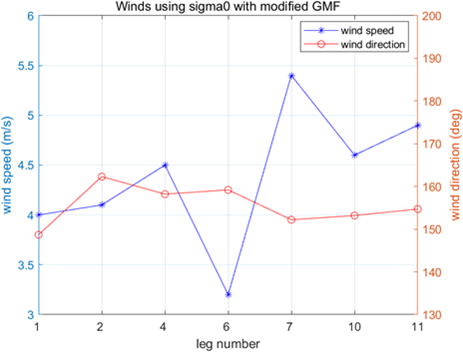 Winds using sigma0 with modified GMF
6
5.5
5
4.5
4
3.5
3
wind speed (m/s)
wind speed
wind direction
200
190
180
170
160
150
140
130
wind direction (deg)
1 2 4 6 7 10 11
leg number